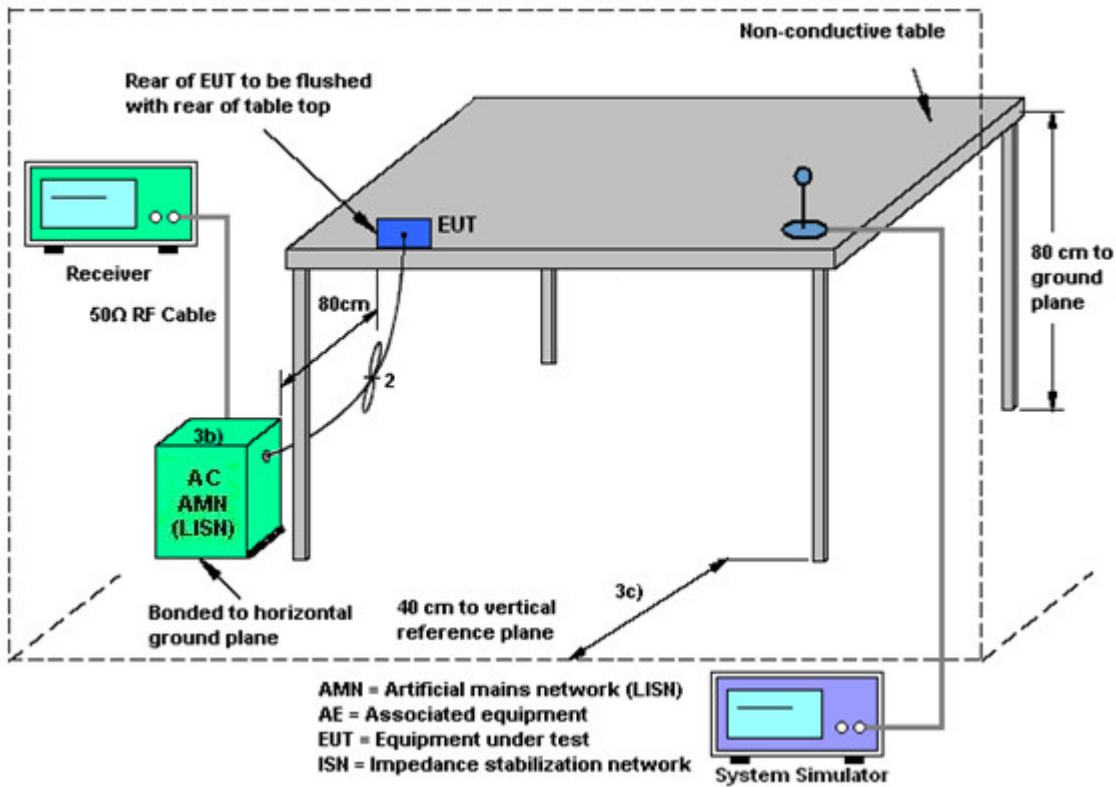 Non-conductive table
Rear of EUT to be flushed
with rear of table top
EUT
Receiver
50Ω RF Cable
80cm
80 cm to
ground
plane
2
3b)
AC
AMN
(LISN)
Bonded to horizontal
ground plane
40 cm to vertical
reference plane
3c)
AMN = Artificial mains network (LISN)
AE = Associated equipment
EUT = Equipment under test
ISN = Impedance stabilization network
System Simulator